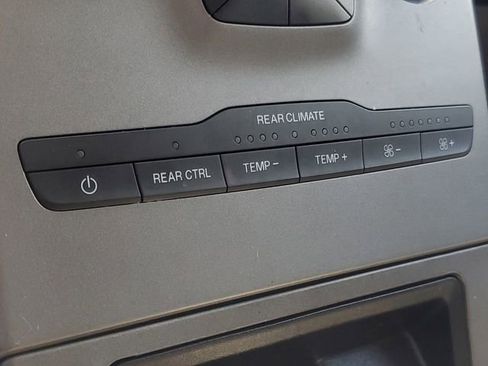 REAR CLIMATE
REAR CTRL TEMP − TEMP + − +